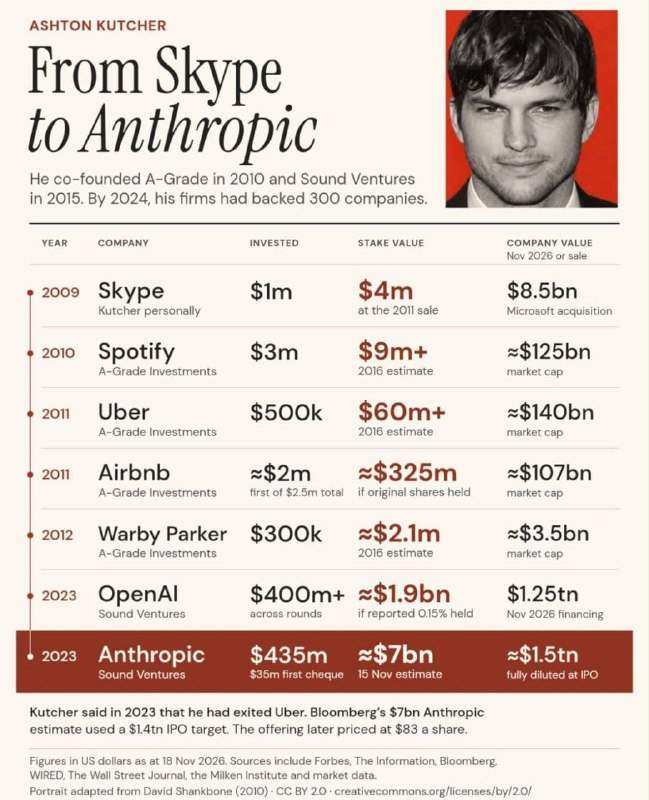 ASHTON KUTCHER
From Skype
to Anthropic
He co-founded A-Grade in 2010 and Sound Ventures
in 2015. By 2024, his firms had backed 300 companies.
YEAR COMPANY INVESTED STAKE VALUE COMPANY VALUE
Nov 2026 or sale
2009 Skype $1m $4m $8.5bn
Kutcher personally at the 2011 sale Microsoft acquisition
2010 Spotify $3m $9m+ ≈$125bn
A-Grade Investments 2016 estimate market cap
2011 Uber $500k $60m+ ≈$140bn
A-Grade Investments 2016 estimate market cap
2011 Airbnb ≈$2m ≈$325m ≈$107bn
A-Grade Investments first of $2.5m total if original shares held market cap
2012 Warby Parker $300k ≈$2.1m ≈$3.5bn
A-Grade Investments 2016 estimate market cap
2023 OpenAI $400m+ ≈$1.9bn $1.25tn
Sound Ventures across rounds if reported 0.15% held Nov 2026 financing
2023 Anthropic $435m ≈$7bn ≈$1.5tn
Sound Ventures $35m first cheque 15 Nov estimate fully diluted at IPO
Kutcher said in 2023 that he had exited Uber. Bloomberg's $7bn Anthropic
estimate used a $1.4tn IPO target. The offering later priced at $83 a share.
Figures in US dollars as at 18 Nov 2026. Sources include Forbes, The Information, Bloomberg,
WIRED, The Wall Street Journal, the Milken Institute and market data.
Portrait adapted from David Shankbone (2010) · CC BY 2.0 · creativecommons.org/licenses/by/2.0/